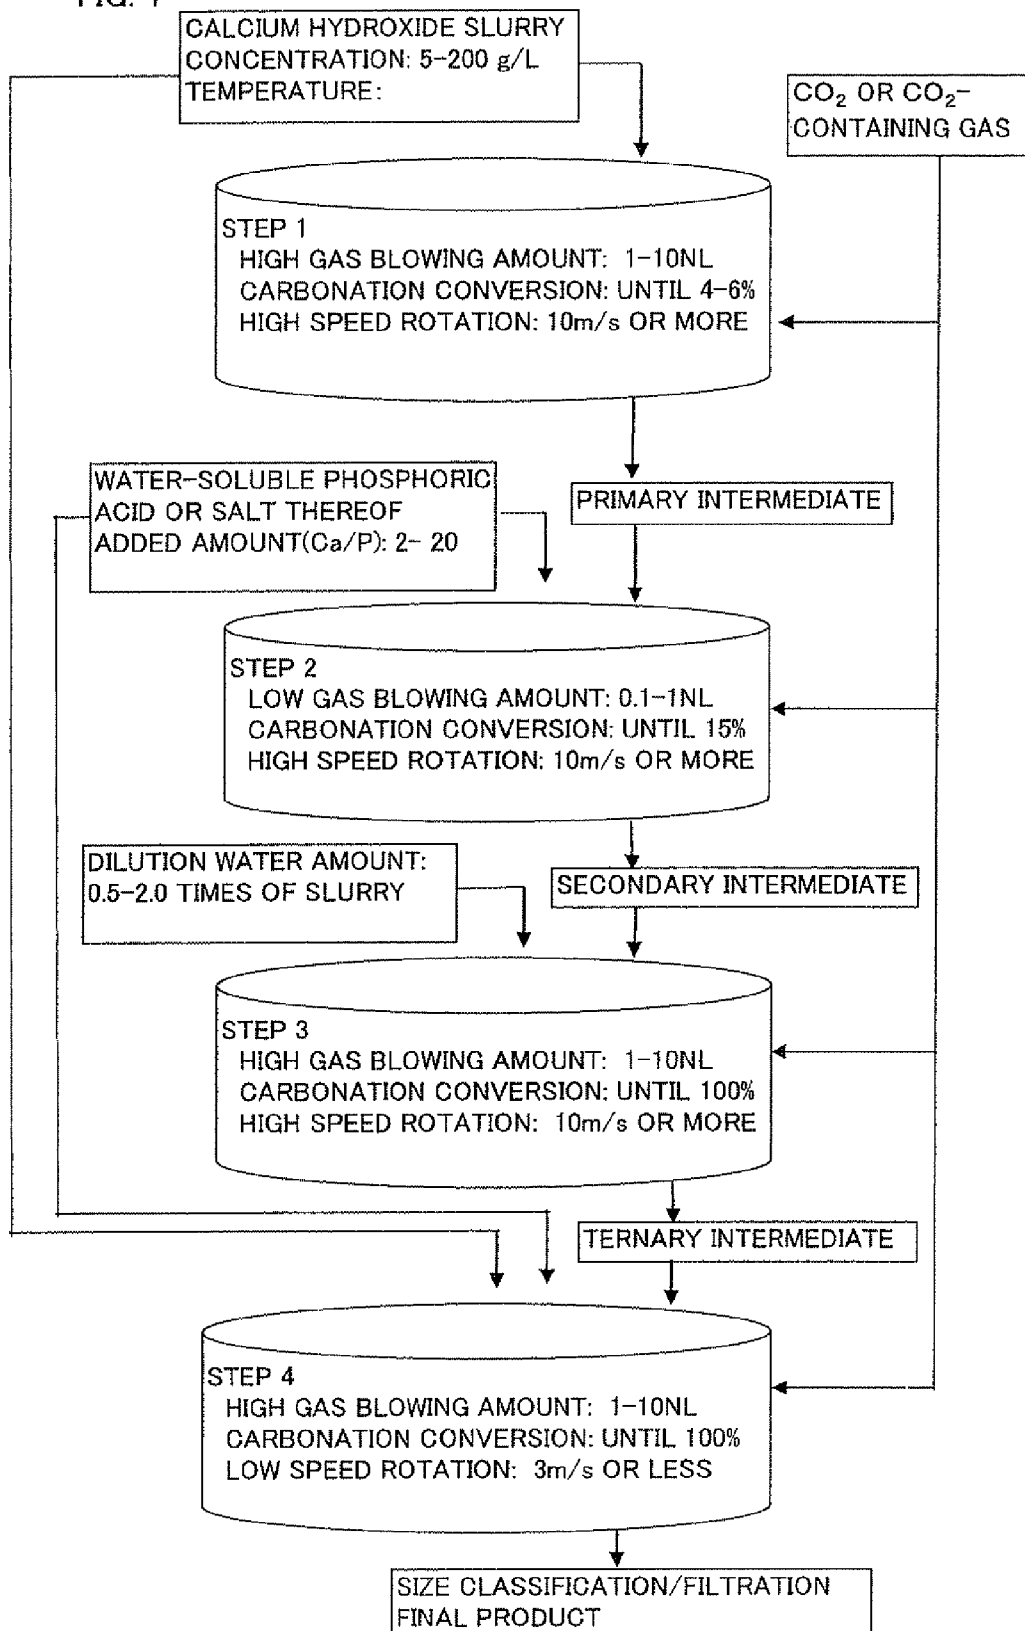 CALCIUM HYDROXIDE SLURRY
CONCENTRATION: 5-200 g/L
TEMPERATURE:
CO₂ OR CO₂-
CONTAINING GAS
STEP 1
HIGH GAS BLOWING AMOUNT: 1-10NL
CARBONATION CONVERSION: UNTIL 4-6%
HIGH SPEED ROTATION: 10m/s OR MORE
WATER-SOLUBLE PHOSPHORIC
ACID OR SALT THEREOF
ADDED AMOUNT(Ca/P): 2- 20
PRIMARY INTERMEDIATE
STEP 2
LOW GAS BLOWING AMOUNT: 0.1-1NL
CARBONATION CONVERSION: UNTIL 15%
HIGH SPEED ROTATION: 10m/s OR MORE
DILUTION WATER AMOUNT:
0.5-2.0 TIMES OF SLURRY
SECONDARY INTERMEDIATE
STEP 3
HIGH GAS BLOWING AMOUNT: 1-10NL
CARBONATION CONVERSION: UNTIL 100%
HIGH SPEED ROTATION: 10m/s OR MORE
TERNARY INTERMEDIATE
STEP 4
HIGH GAS BLOWING AMOUNT: 1-10NL
CARBONATION CONVERSION: UNTIL 100%
LOW SPEED ROTATION: 3m/s OR LESS
SIZE CLASSIFICATION/FILTRATION
FINAL PRODUCT